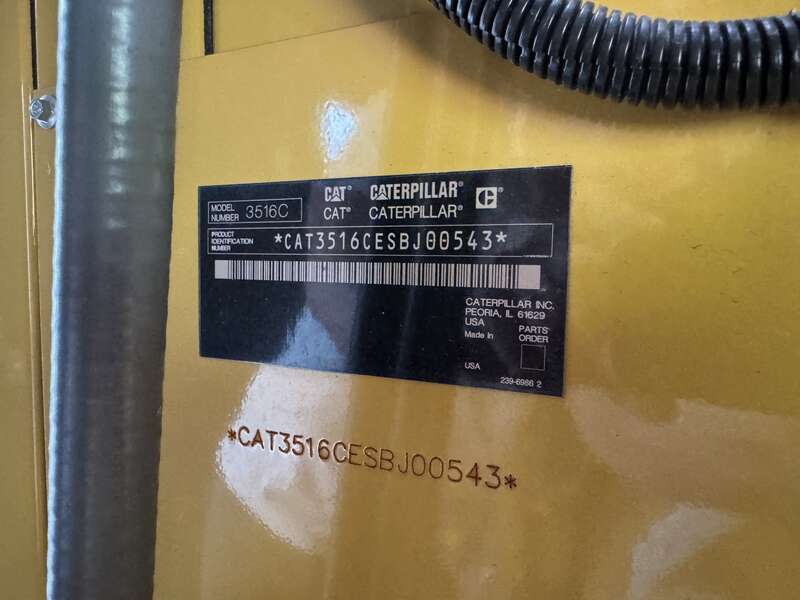 MODEL NUMBER 3516C
CAT® CATERPILLAR® C®
CAT® CATERPILLAR®
PRODUCT IDENTIFICATION NUMBER *CAT3516CESBJ00543*
CATERPILLAR INC.
PEORIA, IL 61629
USA
Made In
PARTS ORDER
USA
239-6986 2
*CAT3516CESBJ00543*